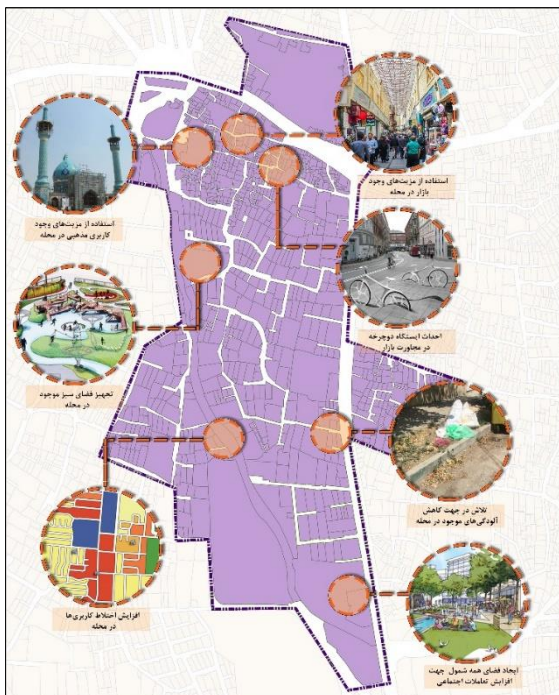 استفاده از مزیت‌های وجود
بازار در محله
استفاده از مزیت‌های وجود
کاربری مذهبی در محله
احداث ایستگاه دوچرخه
در مجاورت بازار
تجهیز فضای سبز موجود
در محله
تلاش در جهت کاهش
آلودگی‌های موجود در محله
افزایش اختلاط کاربری‌ها
در محله
ایجاد فضای همه شمول جهت
افزایش تعاملات اجتماعی